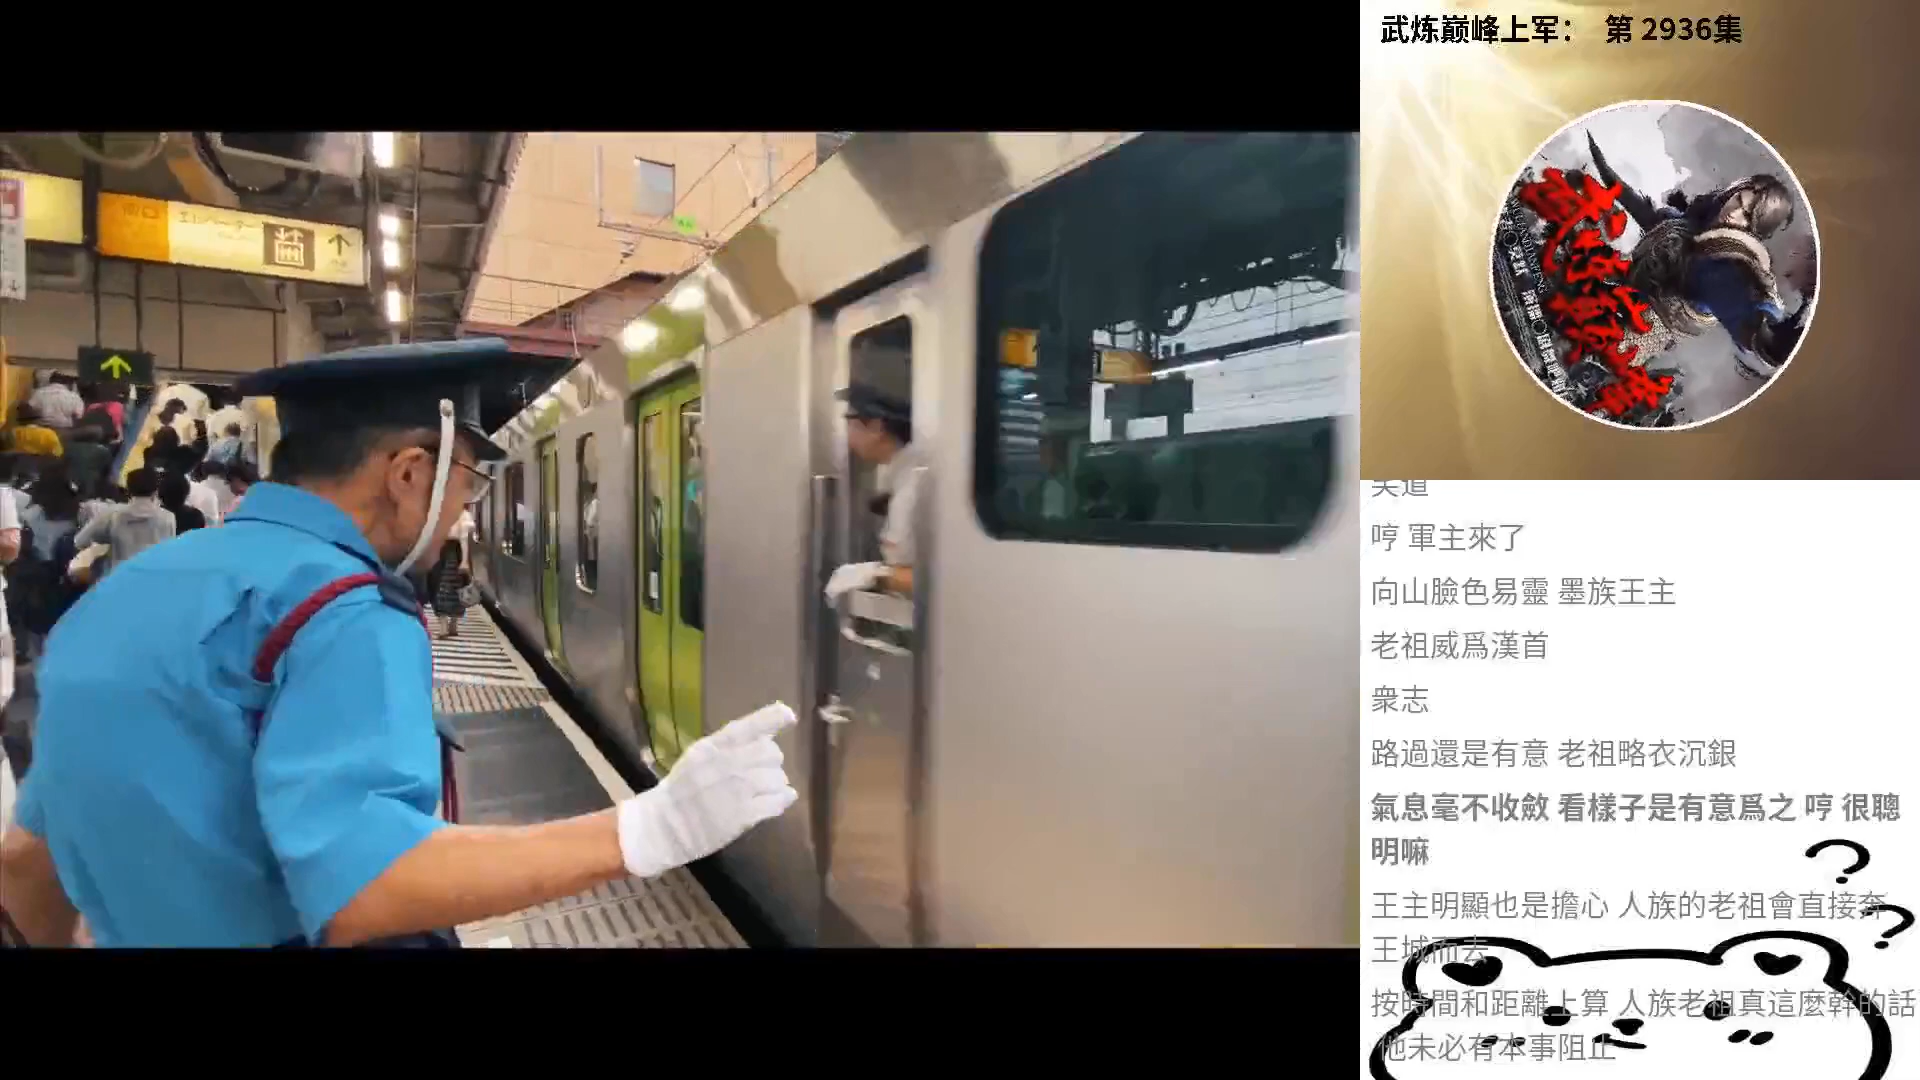 武炼巅峰上军： 第 2936集
笑道
哼 軍主來了
向山臉色易靈 墨族王主
老祖威爲漢首
衆志
路過還是有意 老祖略衣沉銀
氣息毫不收斂 看樣子是有意爲之 哼 很聰
明嘛
王主明顯也是擔心 人族的老祖會直接奔
王城而去
按時間和距離上算 人族老祖真這麼幹的話
他未必有本事阻止
? ?